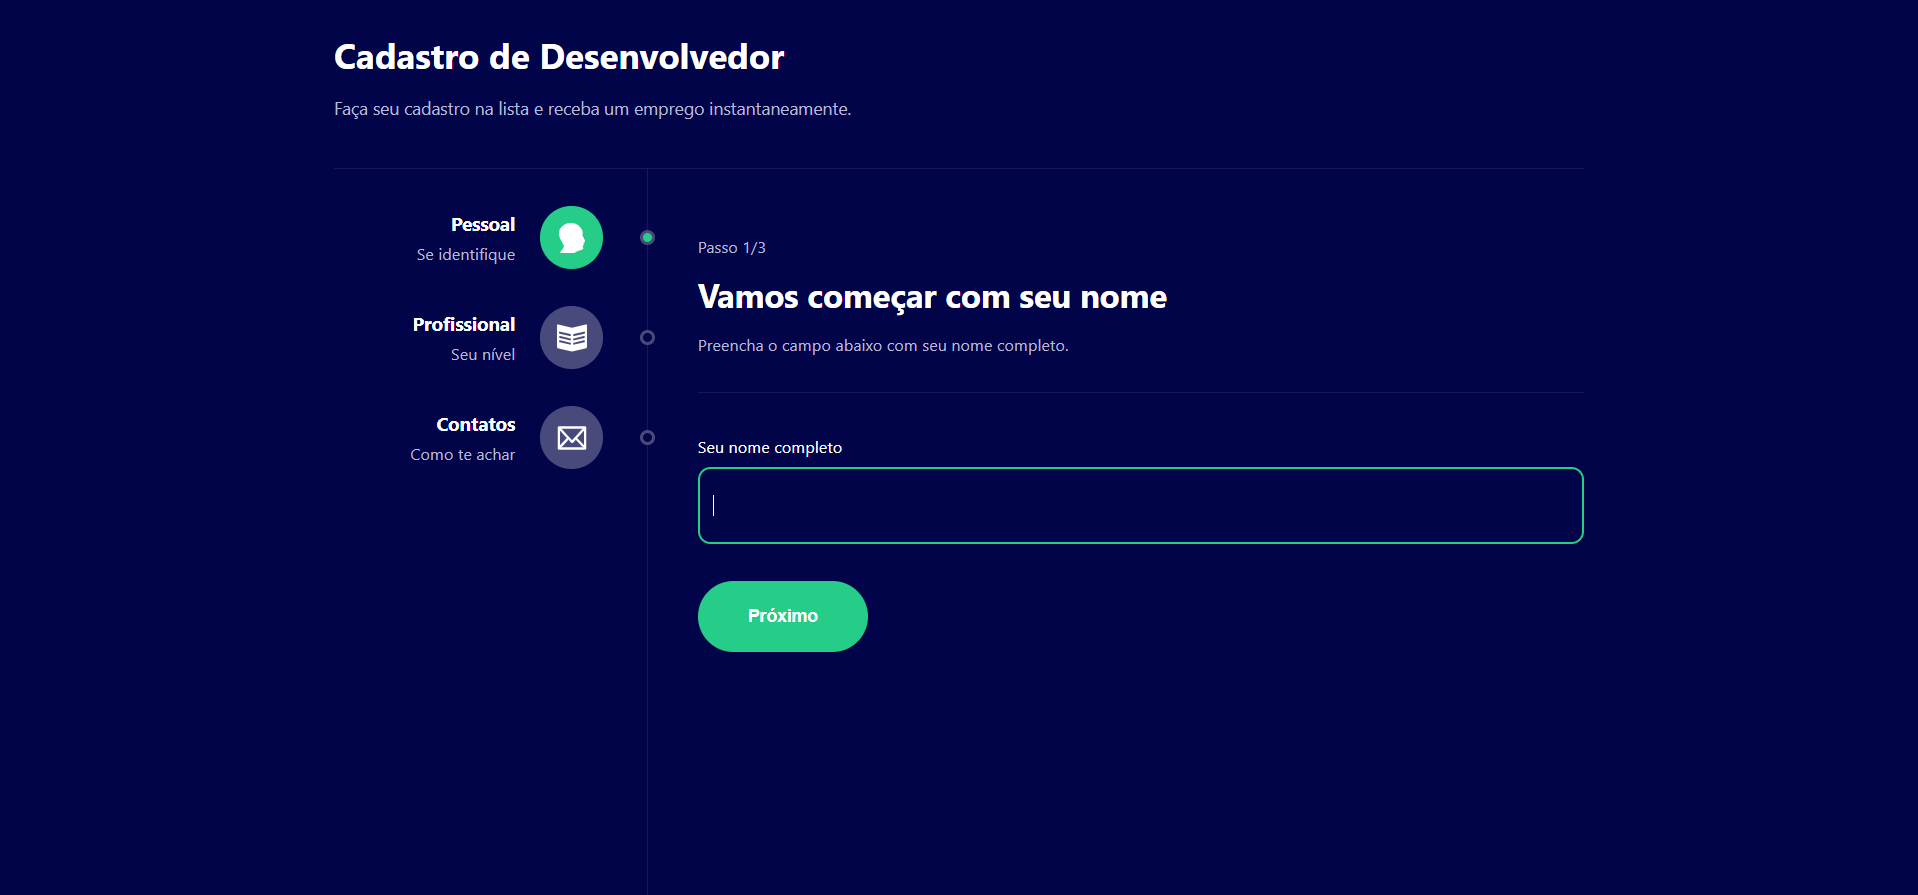 Cadastro de Desenvolvedor
Faça seu cadastro na lista e receba um emprego instantaneamente.
Pessoal
Se identifique
Profissional
Seu nível
Contatos
Como te achar
Passo 1/3
Vamos começar com seu nome
Preencha o campo abaixo com seu nome completo.
Seu nome completo
Próximo